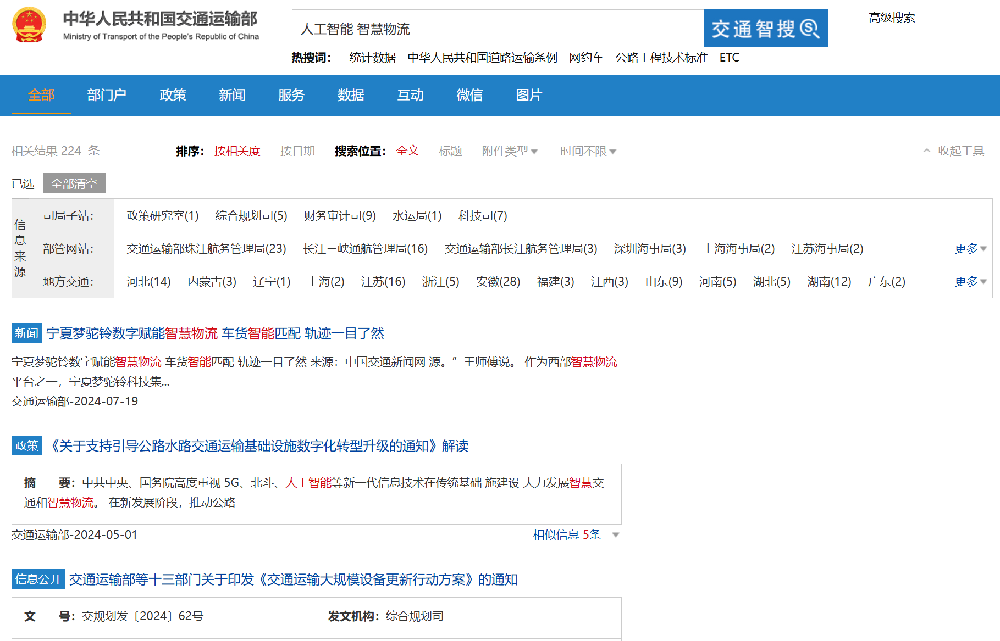 中华人民共和国交通运输部
Ministry of Transport of the People's Republic of China
人工智能 智慧物流
交通智搜
高级搜索
热搜词： 统计数据 中华人民共和国道路运输条例 网约车 公路工程技术标准 ETC
全部 部门户 政策 新闻 服务 数据 互动 微信 图片
相关结果 224 条 排序： 按相关度 按日期 搜索位置： 全文 标题 附件类型 时间不限 收起工具
已选 全部清空
信息来源
司局子站： 政策研究室(1) 综合规划司(5) 财务审计司(9) 水运局(1) 科技司(7)
部管网站： 交通运输部珠江航务管理局(23) 长江三峡通航管理局(16) 交通运输部长江航务管理局(3) 深圳海事局(3) 上海海事局(2) 江苏海事局(2) 更多
地方交通： 河北(14) 内蒙古(3) 辽宁(1) 上海(2) 江苏(16) 浙江(5) 安徽(28) 福建(3) 江西(3) 山东(9) 河南(5) 湖北(5) 湖南(12) 广东(2) 更多
新闻 宁夏梦驼铃数字赋能智慧物流 车货智能匹配 轨迹一目了然
宁夏梦驼铃数字赋能智慧物流 车货智能匹配 轨迹一目了然 来源：中国交通新闻网 源。”王师傅说。 作为西部智慧物流
平台之一，宁夏梦驼铃科技集...
交通运输部-2024-07-19
政策 《关于支持引导公路水路交通运输基础设施数字化转型升级的通知》解读
摘 要：中共中央、国务院高度重视 5G、北斗、人工智能等新一代信息技术在传统基础 施建设 大力发展智慧交
通和智慧物流。 在新发展阶段，推动公路
交通运输部-2024-05-01 相似信息 5条
信息公开 交通运输部等十三部门关于印发《交通运输大规模设备更新行动方案》的通知
文 号：交规划发〔2024〕62号 发文机构：综合规划司